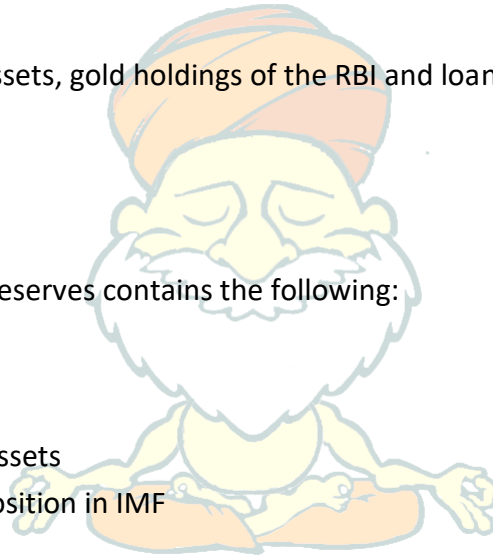 ssets, gold holdings of the RBI and loan
eserves contains the following:
ssets
osition in IMF